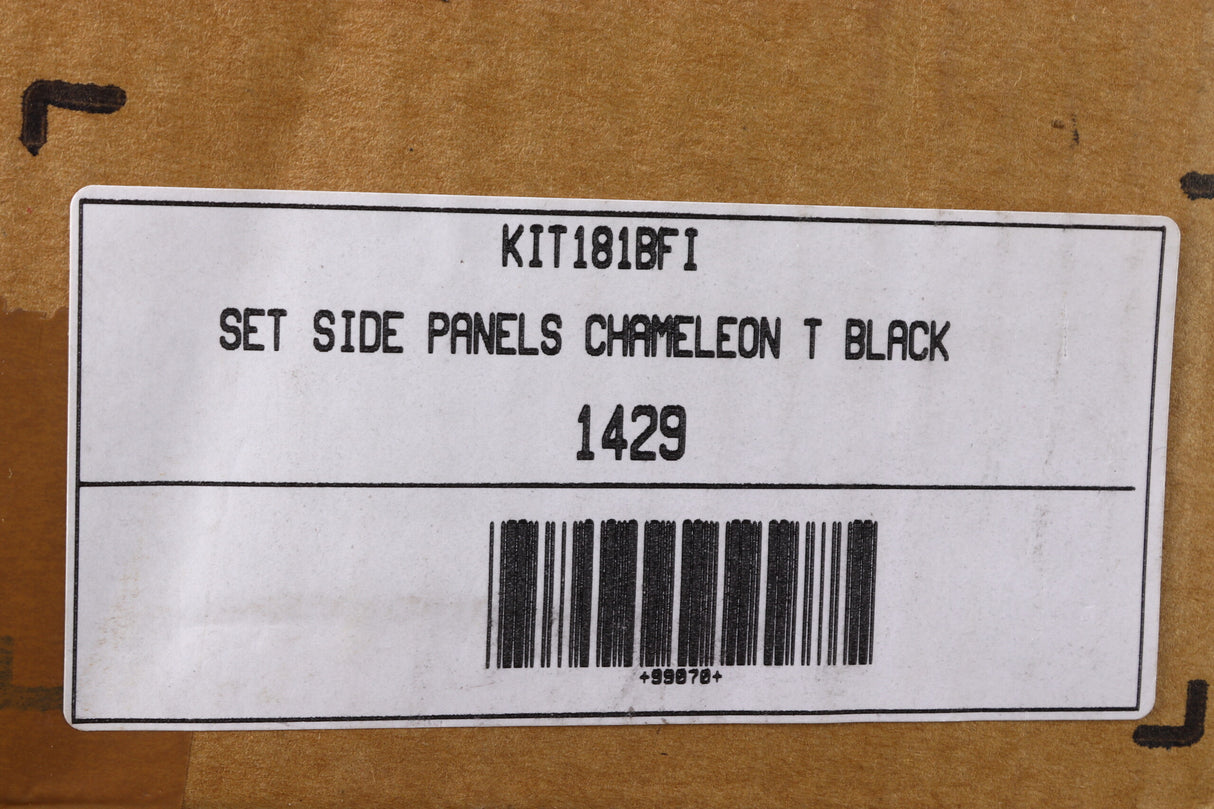 KIT181BFI
SET SIDE PANELS CHAMELEON T BLACK
1429
+99070+